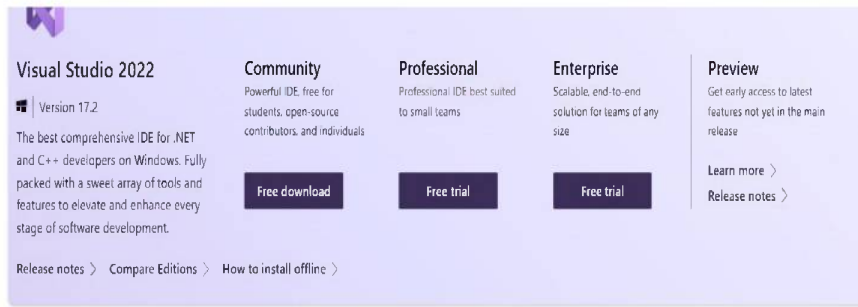 Visual Studio 2022
Version 17.2
The best comprehensive IDE for .NET
and C++ developers on Windows. Fully
packed with a sweet array of tools and
features to elevate and enhance every
stage of software development.
Community
Powerful IDE, free for
students, open-source
contributors, and individuals
Free download
Professional
Professional IDE best suited
to small teams
Free trial
Enterprise
Scalable, end-to-end
solution for teams of any
size
Free trial
Preview
Get early access to latest
features not yet in the main
release
Learn more
Release notes
Release notes Compare Editions How to install offline